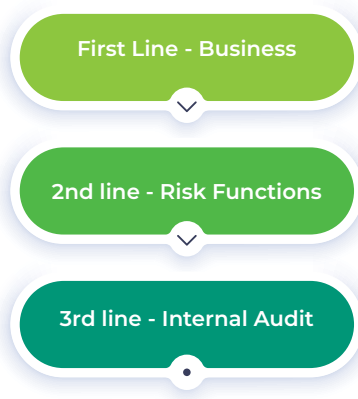 First Line - Business
2nd line - Risk Functions
3rd line - Internal Audit